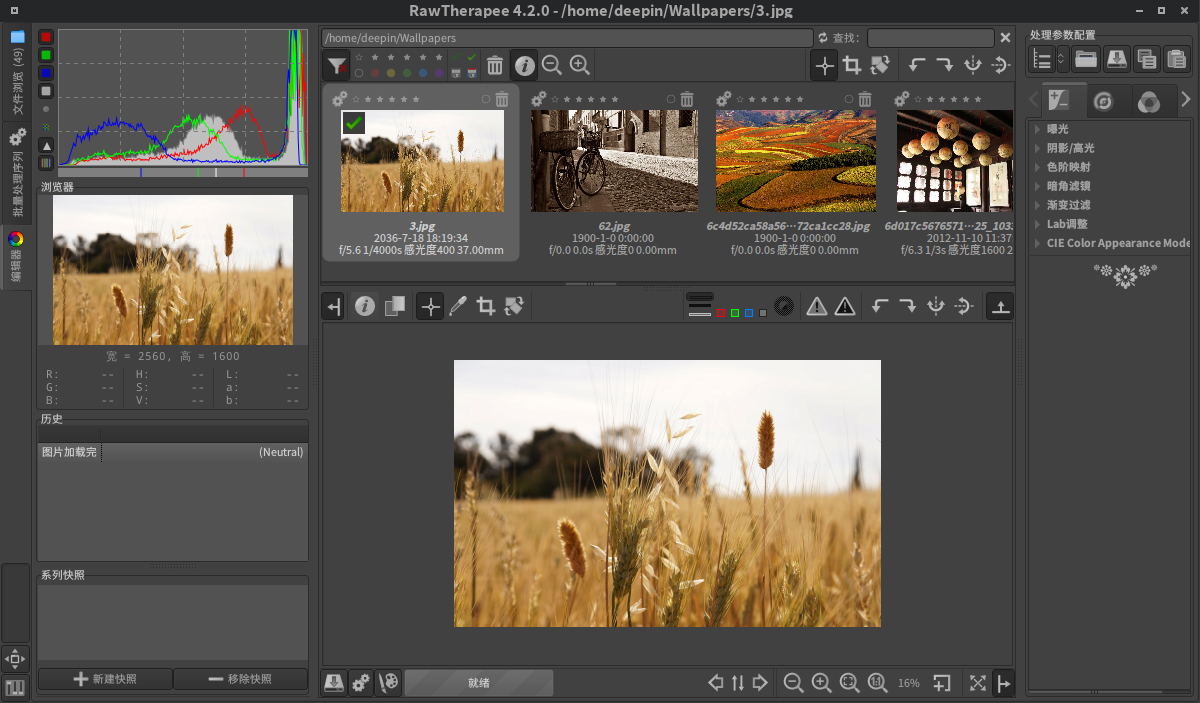 RawTherapee 4.2.0 - /home/deepin/Wallpapers/3.jpg
文件浏览 (49)
批量处理序列
编辑器
浏览器
宽 = 2560, 高 = 1600
R: -- H: -- L: --
G: -- S: -- a: --
B: -- V: -- b: --
历史
图片加载完 (Neutral)
系列快照
新建快照 移除快照
/home/deepin/Wallpapers 查找:
3.jpg
2036-7-18 18:19:34
f/5.6 1/4000s 感光度400 37.00mm
62.jpg
1900-1-0 0:00:00
f/0.0 0.0s 感光度0 0.00mm
6c4d52ca58a56···72ca1cc28.jpg
1900-1-0 0:00:00
f/0.0 0.0s 感光度0 0.00mm
6d017c5676571···25_1033
2012-11-10 11:37
f/6.3 1/3s 感光度1600 2
就绪
1:1
16%
处理参数配置
曝光
阴影/高光
色阶映射
暗角滤镜
渐变过滤
Lab调整
CIE Color Appearance Mode